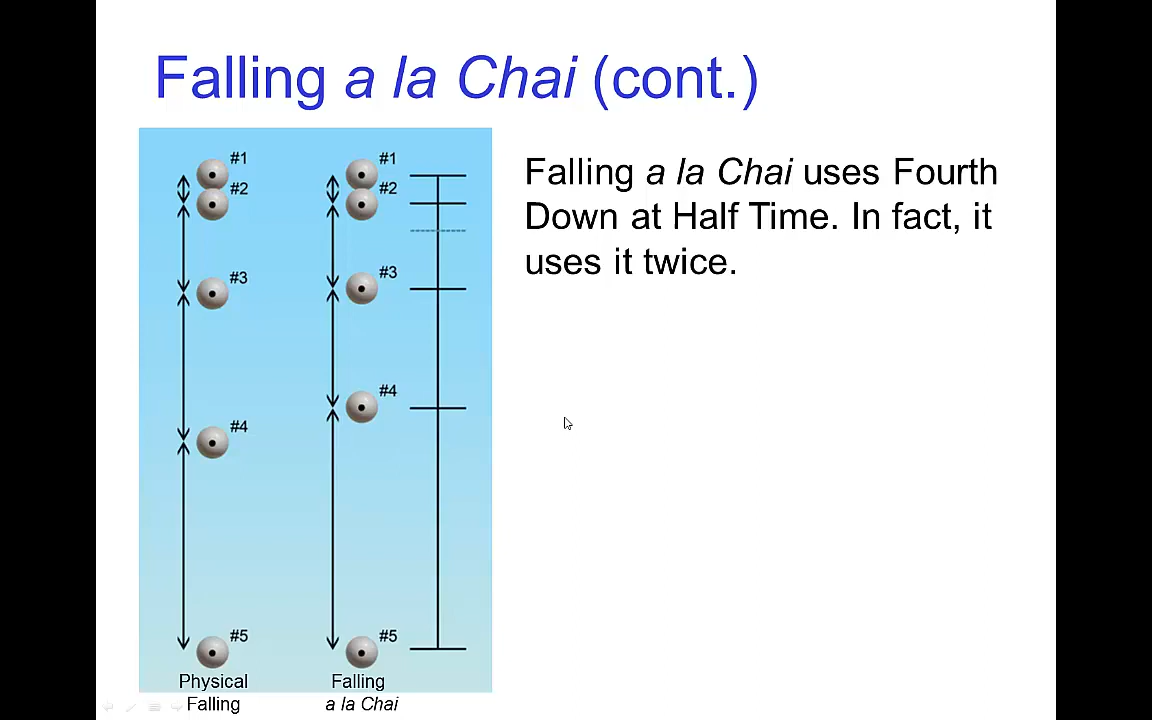 Falling a la Chai (cont.)
#1
#2
#3
#4
#5
Physical
Falling
#1
#2
#3
#4
#5
Falling
a la Chai
Falling a la Chai uses Fourth
Down at Half Time. In fact, it
uses it twice.